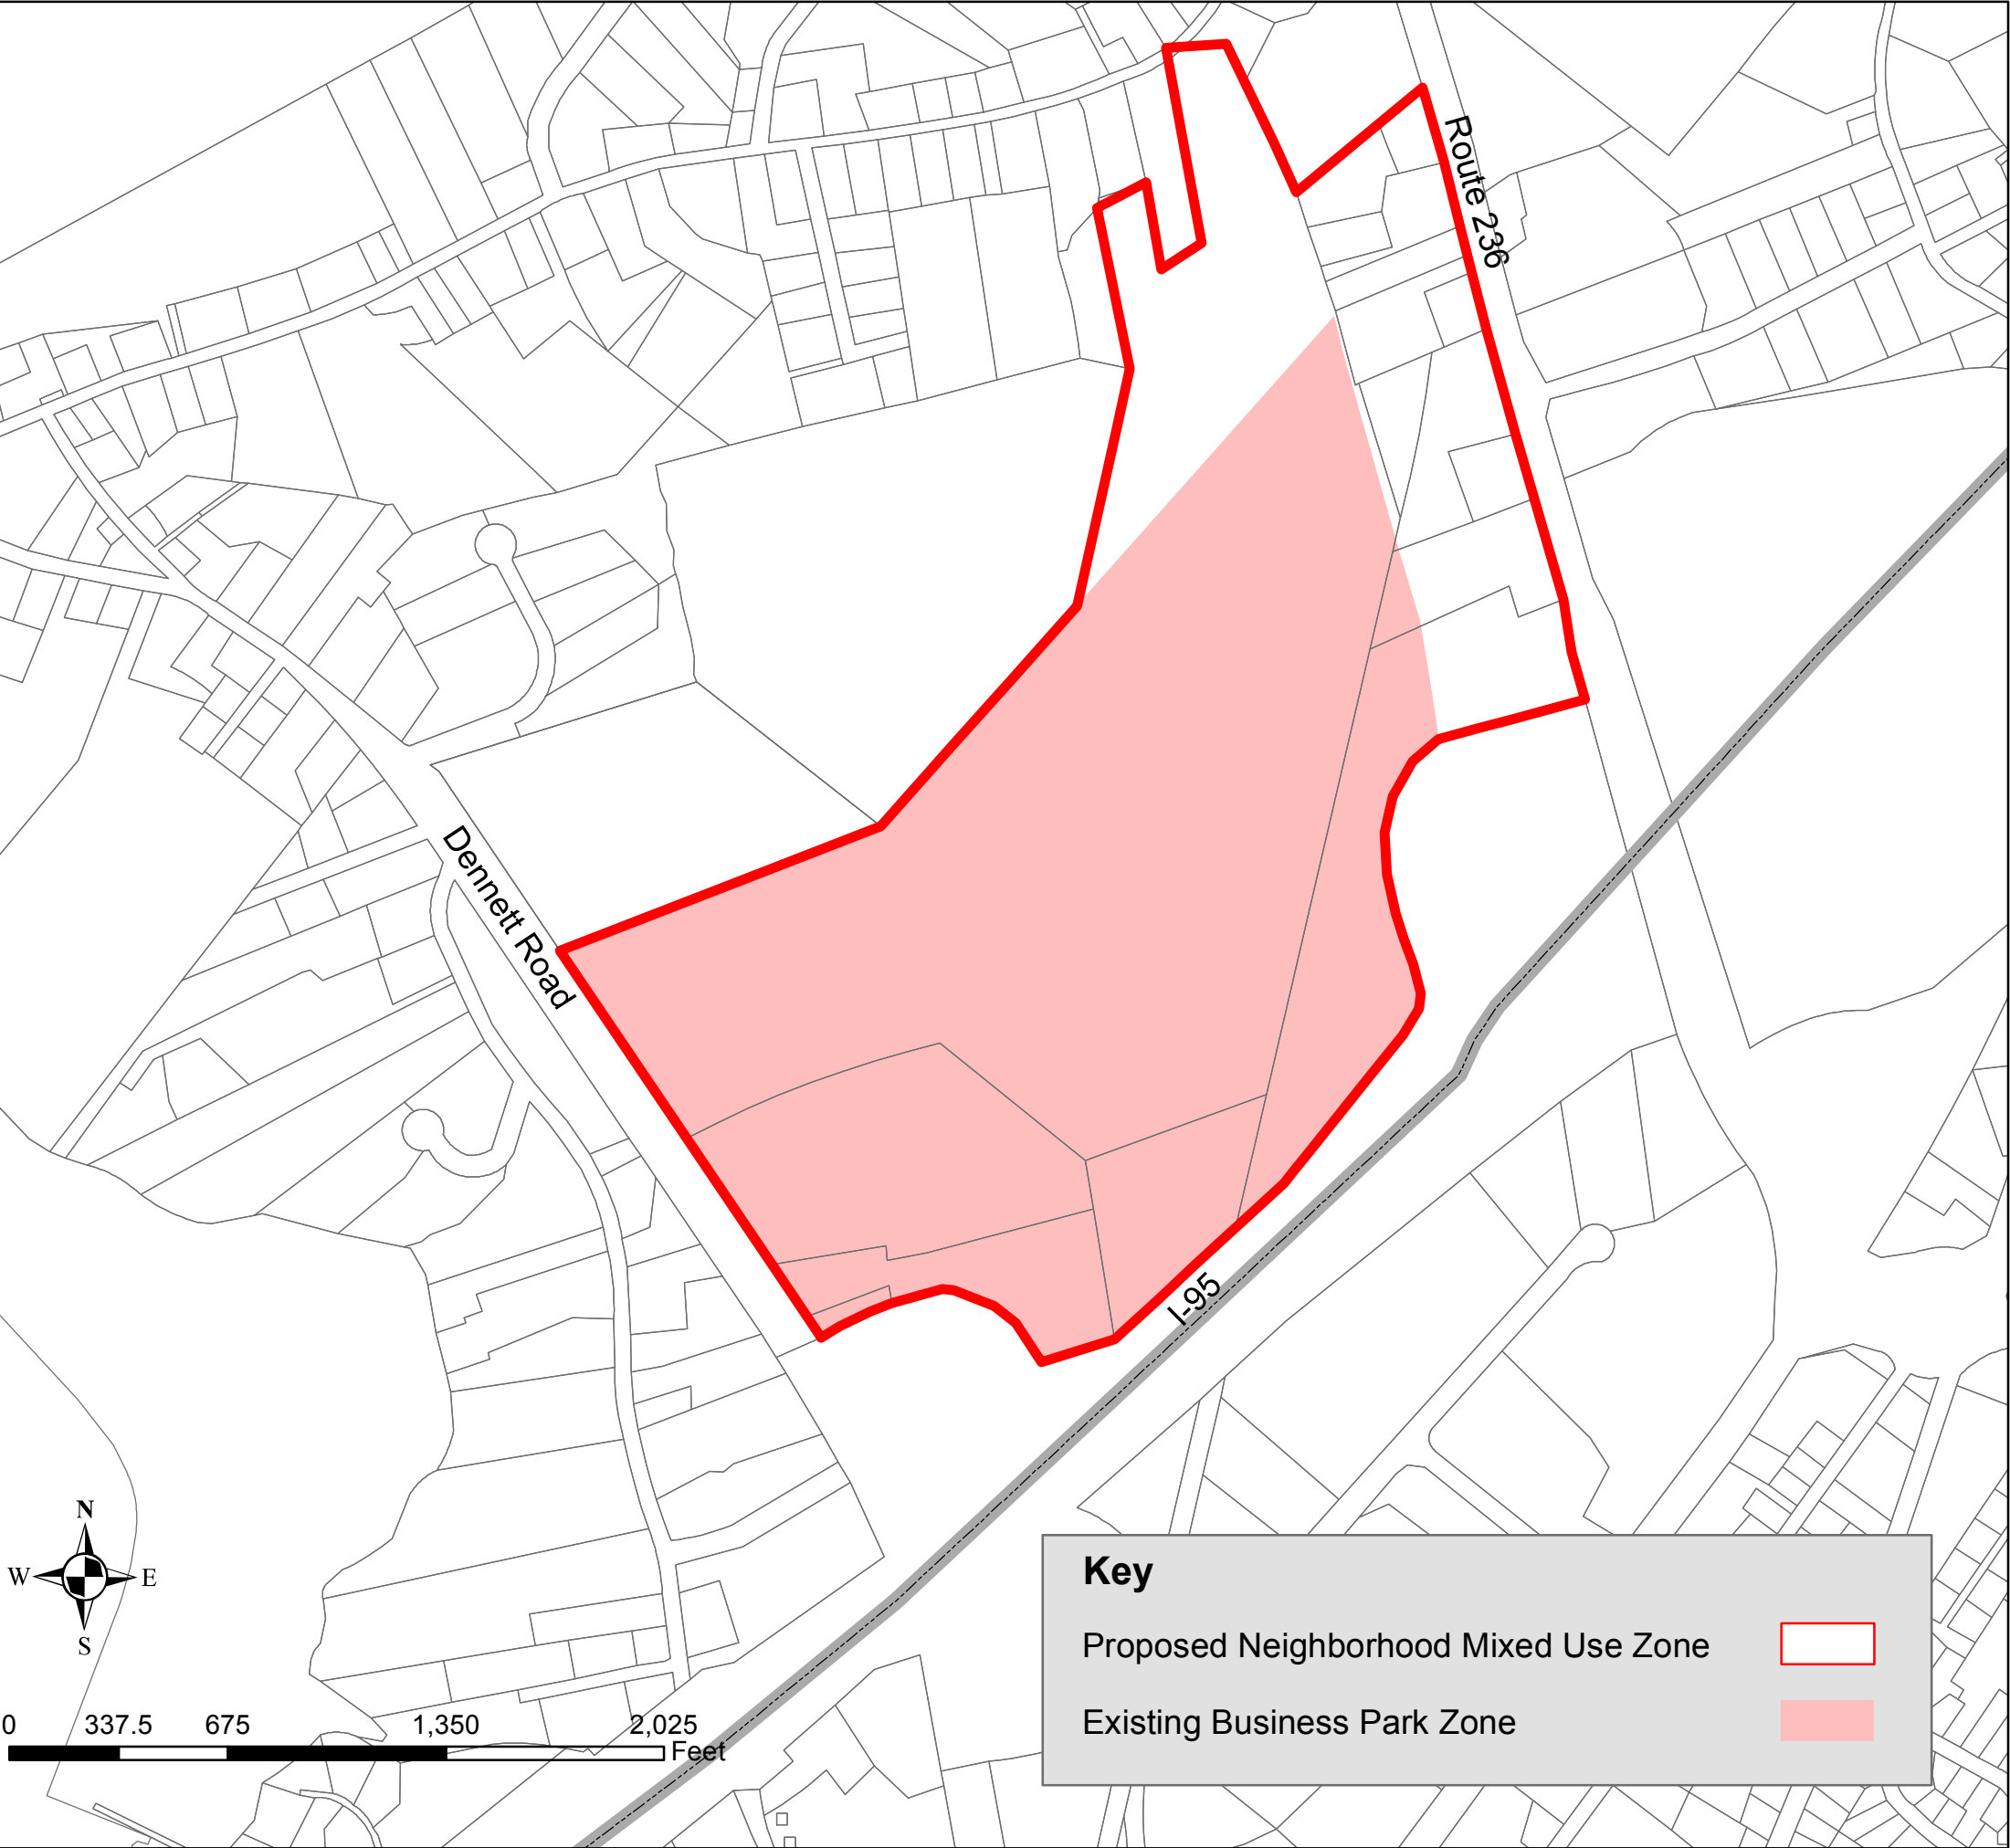 Route 236
Dennett Road
I-95
N
W E
S
0 337.5 675 1,350 2,025
Feet
Key
Proposed Neighborhood Mixed Use Zone
Existing Business Park Zone